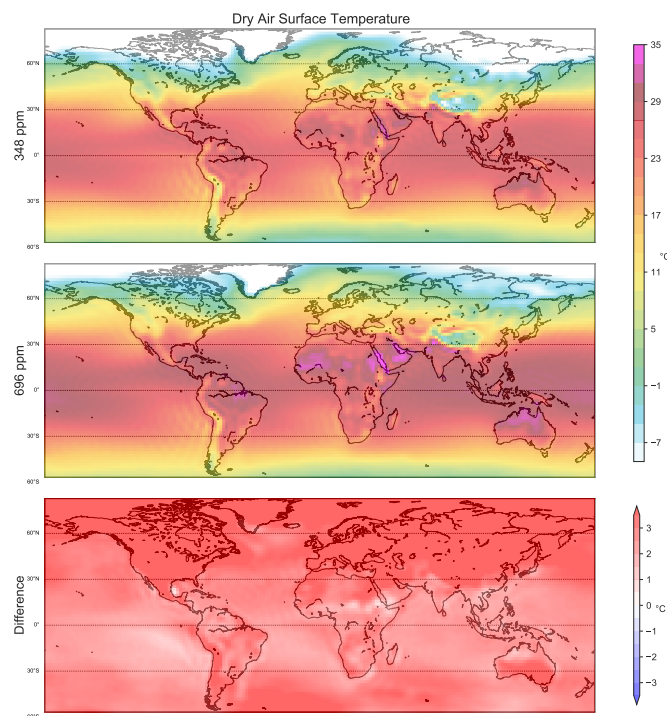 Dry Air Surface Temperature
348 ppm
60°N
30°N
0°
30°S
60°S
696 ppm
60°N
30°N
0°
30°S
60°S
Difference
60°N
30°N
0°
30°S
35
29
23
17
°C
11
5
−1
−7
3
2
1
0 °C
−1
−2
−3